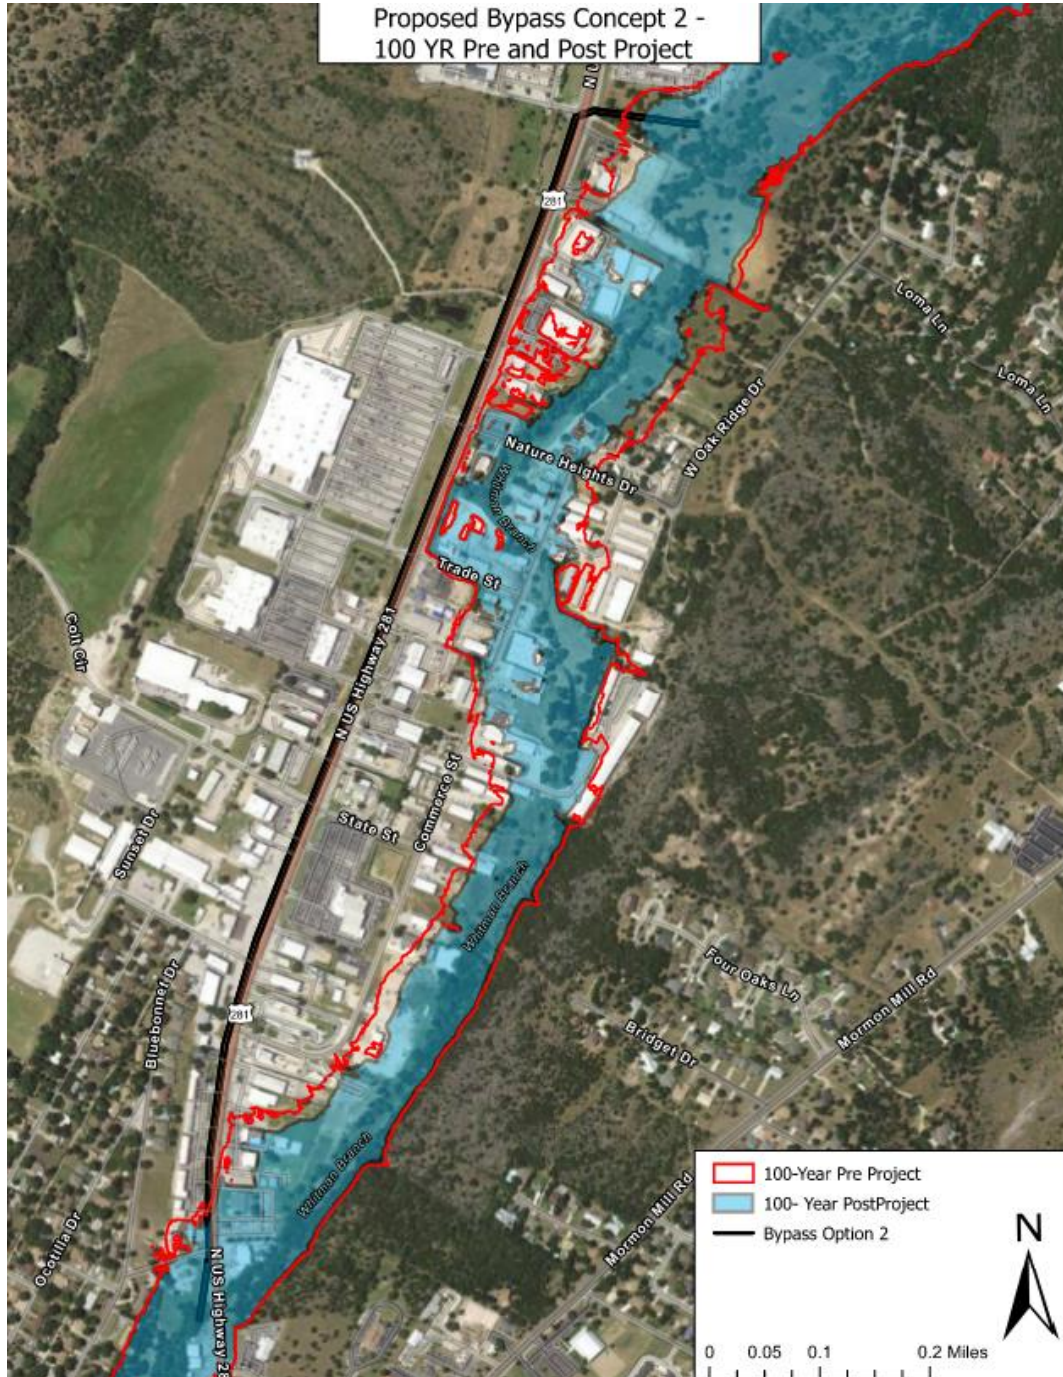 Proposed Bypass Concept 2 -
100 YR Pre and Post Project
N U
281
Loma Ln
Loma Ln
W Oak Ridge Dr
Nature Heights Dr
Whitman Branch
Trade St
Colt Cir
N US Highway 281
Commerce St
State St
Sunset Dr
Whitman Branch
Four Oaks Ln
Mormon Mill Rd
Bluebonnet Dr
281
Bridget Dr
Whitman Branch
Mormon Mill Rd
Ocotilla Dr
N US Highway 28
100-Year Pre Project
100- Year PostProject
Bypass Option 2
N
0 0.05 0.1 0.2 Miles